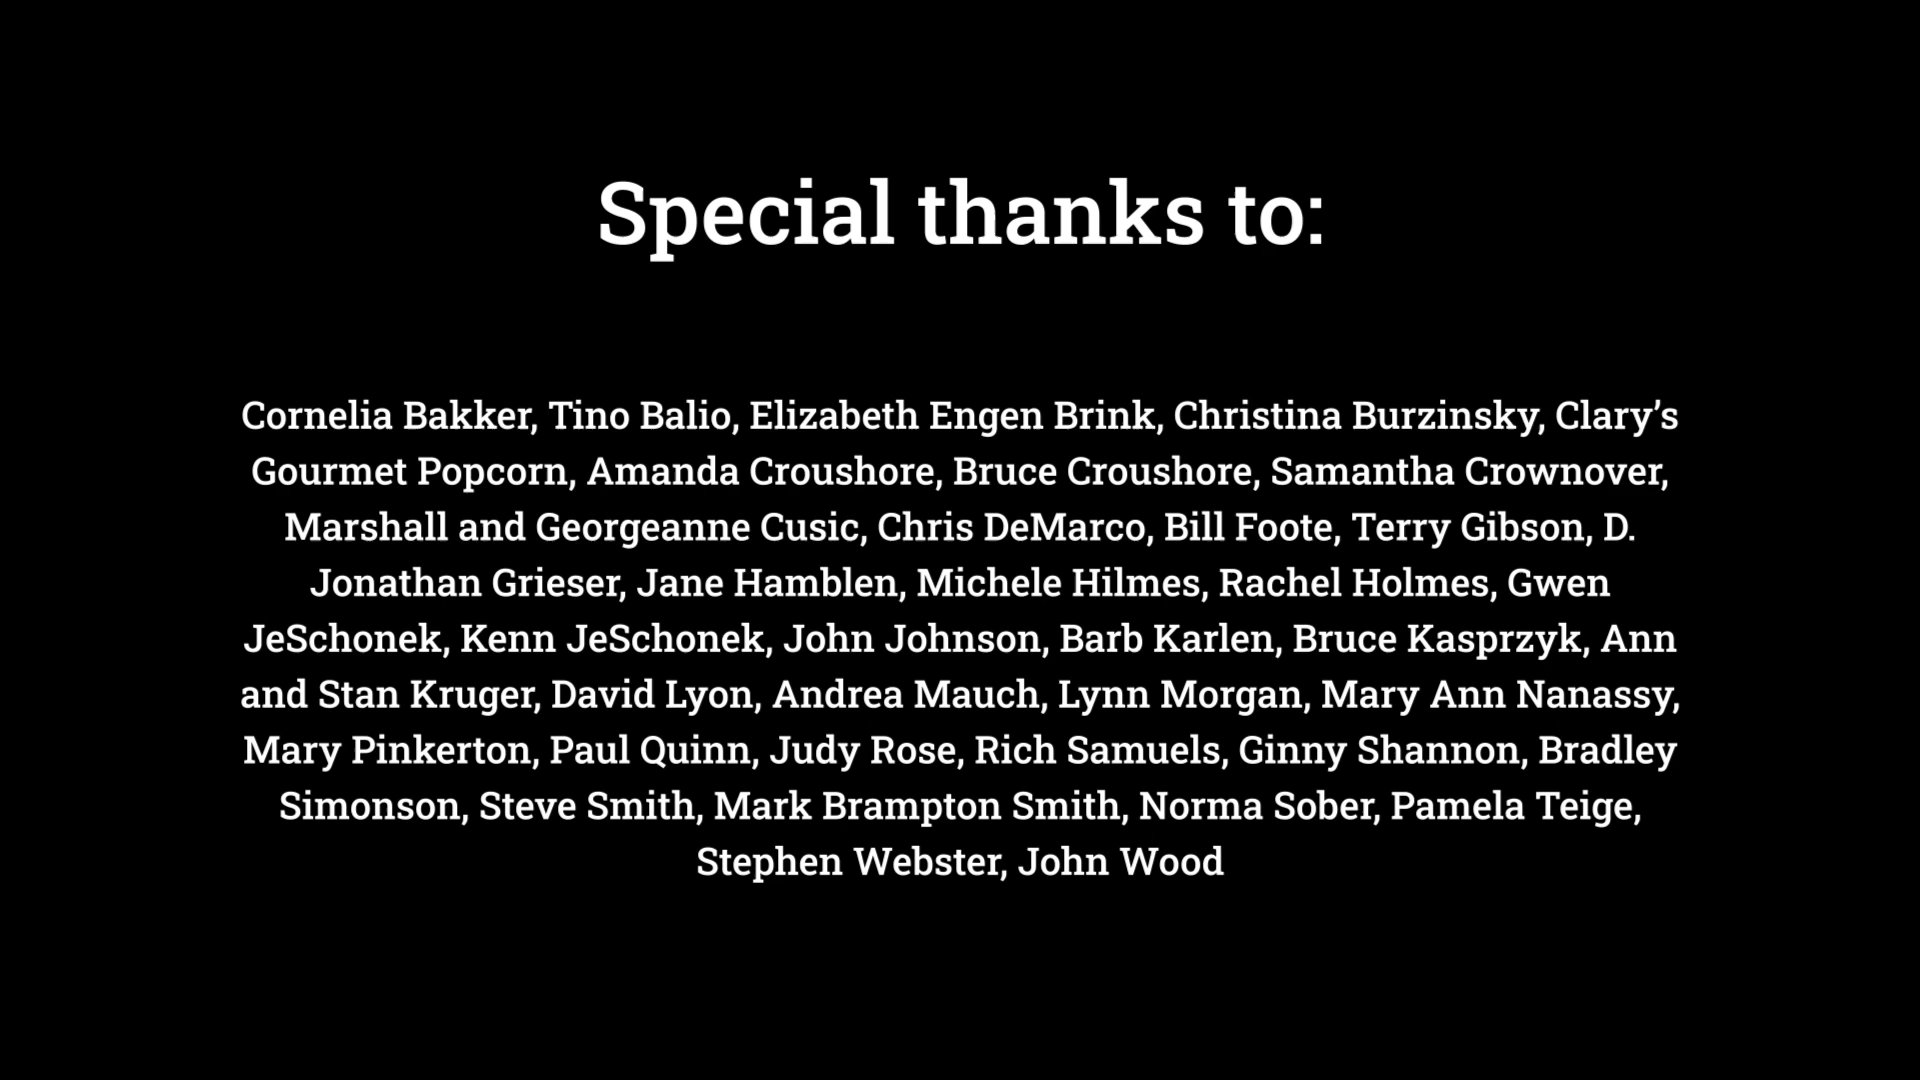 Special thanks to:
Cornelia Bakker, Tino Balio, Elizabeth Engen Brink, Christina Burzinsky, Clary’s
Gourmet Popcorn, Amanda Croushore, Bruce Croushore, Samantha Crownover,
Marshall and Georgeanne Cusic, Chris DeMarco, Bill Foote, Terry Gibson, D.
Jonathan Grieser, Jane Hamblen, Michele Hilmes, Rachel Holmes, Gwen
JeSchonek, Kenn JeSchonek, John Johnson, Barb Karlen, Bruce Kasprzyk, Ann
and Stan Kruger, David Lyon, Andrea Mauch, Lynn Morgan, Mary Ann Nanassy,
Mary Pinkerton, Paul Quinn, Judy Rose, Rich Samuels, Ginny Shannon, Bradley
Simonson, Steve Smith, Mark Brampton Smith, Norma Sober, Pamela Teige,
Stephen Webster, John Wood